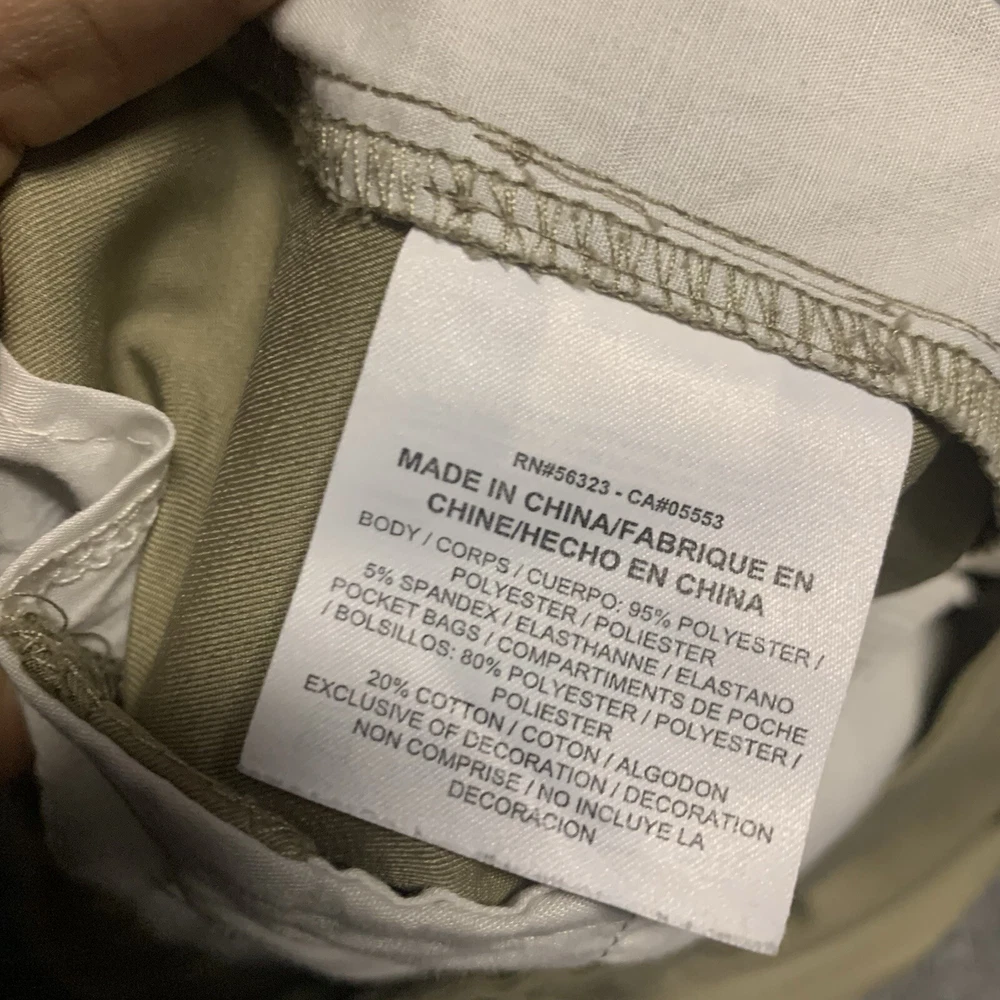 RN#56323 - CA#05553
MADE IN CHINA/FABRIQUE EN
CHINE/HECHO EN CHINA
BODY / CORPS / CUERPO: 95% POLYESTER /
POLYESTER / POLIESTER
5% SPANDEX / ELASTHANNE / ELASTANO
POCKET BAGS / COMPARTIMENTS DE POCHE
/ BOLSILLOS: 80% POLYESTER / POLYESTER /
POLIESTER
20% COTTON / COTON / ALGODON
EXCLUSIVE OF DECORATION / DECORATION
NON COMPRISE / NO INCLUYE LA
DECORACION